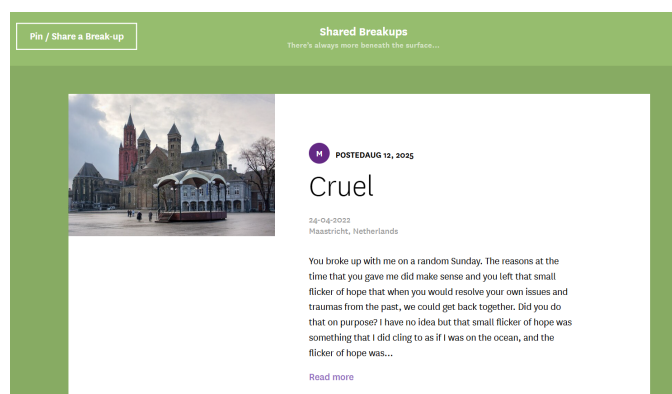 Pin / Share a Break-up
Shared Breakups
There's always more beneath the surface...
M
POSTEDAUG 12, 2025
Cruel
24-04-2022
Maastricht, Netherlands
You broke up with me on a random Sunday. The reasons at the
time that you gave me did make sense and you left that small
flicker of hope that when you would resolve your own issues and
traumas from the past, we could get back together. Did you do
that on purpose? I have no idea but that small flicker of hope was
something that I did cling to as if I was on the ocean, and the
flicker of hope was...
Read more